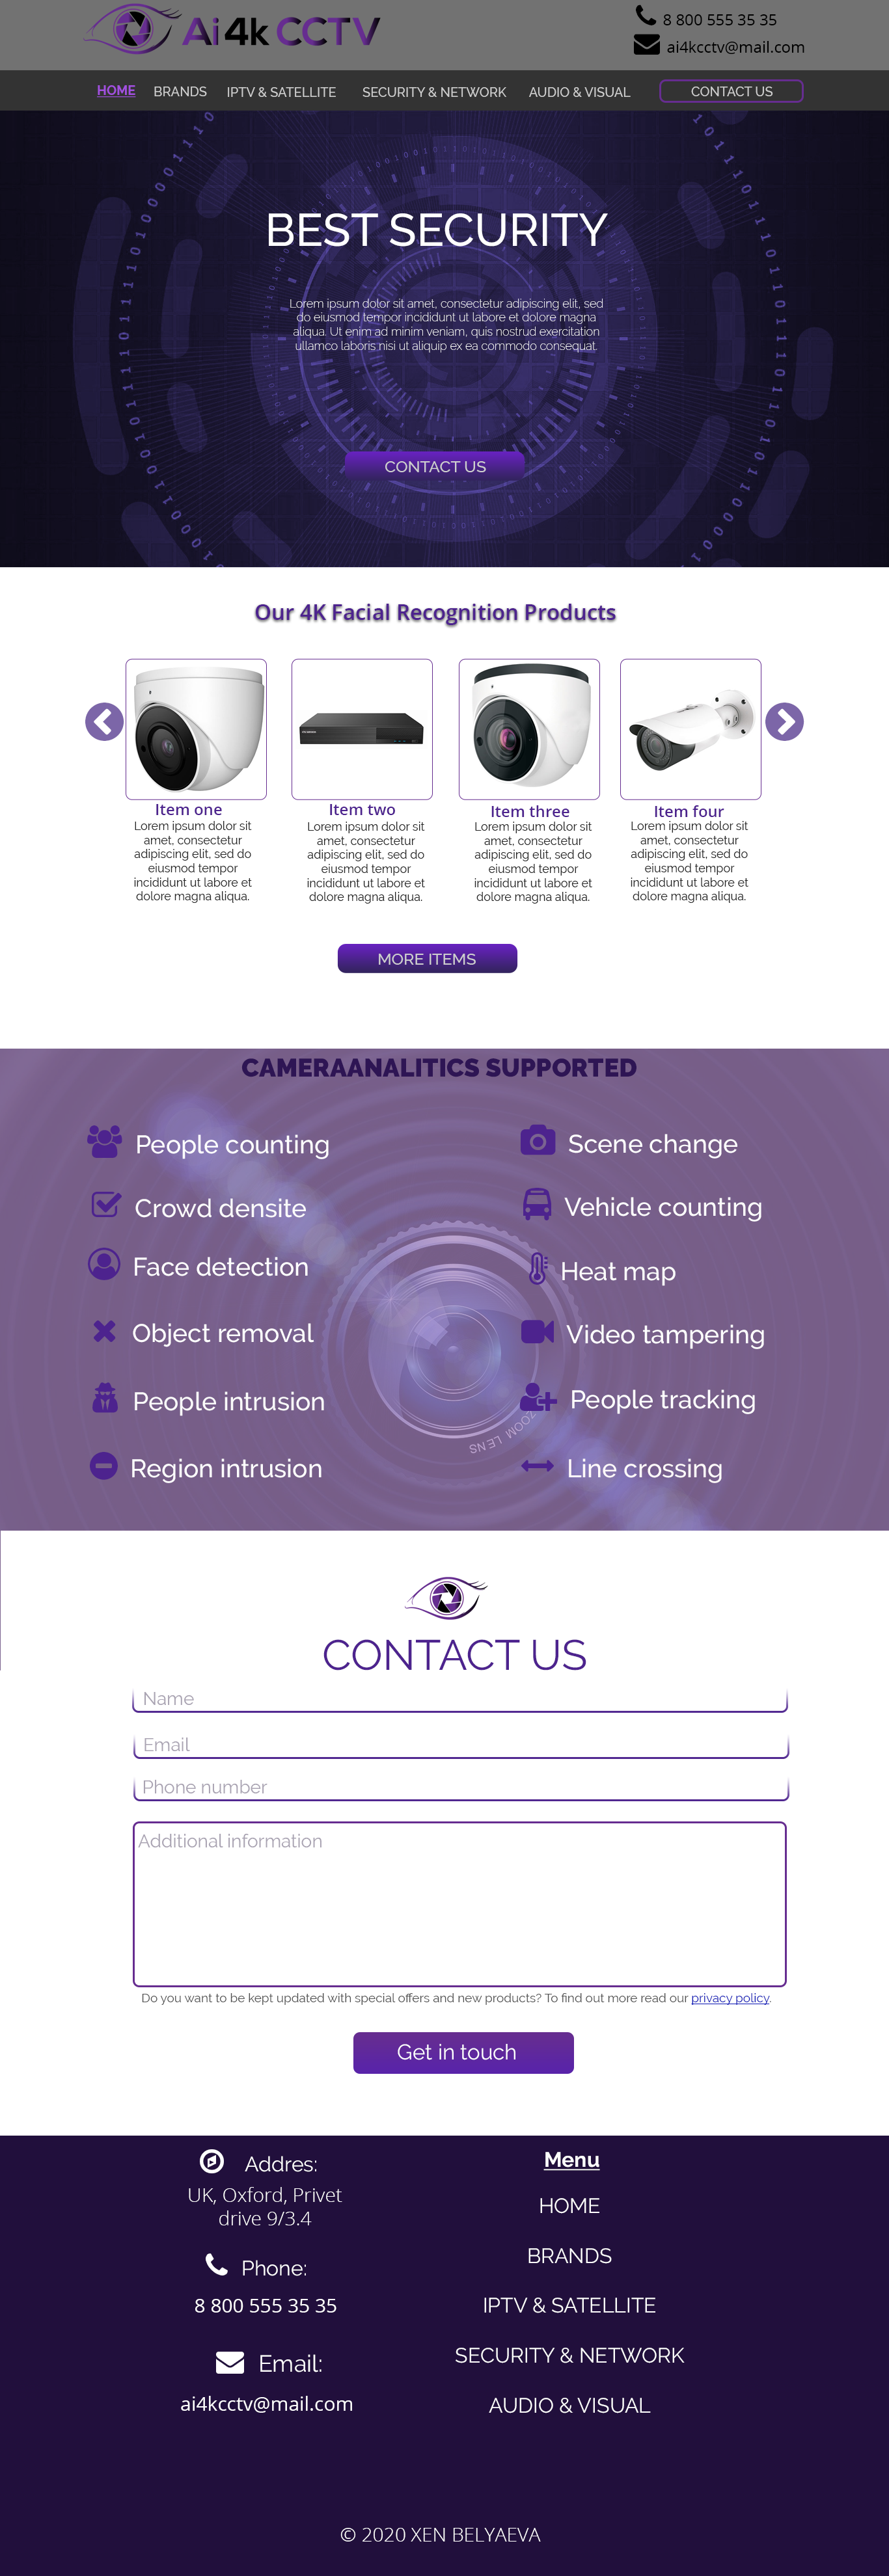 Ai4k CCTV
8 800 555 35 35
ai4kcctv@mail.com
HOME BRANDS IPTV & SATELLITE SECURITY & NETWORK AUDIO & VISUAL CONTACT US
BEST SECURITY
Lorem ipsum dolor sit amet, consectetur adipiscing elit, sed
do eiusmod tempor incididunt ut labore et dolore magna
aliqua. Ut enim ad minim veniam, quis nostrud exercitation
ullamco laboris nisi ut aliquip ex ea commodo consequat.
CONTACT US
Our 4K Facial Recognition Products
Item one
Lorem ipsum dolor sit
amet, consectetur
adipiscing elit, sed do
eiusmod tempor
incididunt ut labore et
dolore magna aliqua.
Item two
Lorem ipsum dolor sit
amet, consectetur
adipiscing elit, sed do
eiusmod tempor
incididunt ut labore et
dolore magna aliqua.
Item three
Lorem ipsum dolor sit
amet, consectetur
adipiscing elit, sed do
eiusmod tempor
incididunt ut labore et
dolore magna aliqua.
Item four
Lorem ipsum dolor sit
amet, consectetur
adipiscing elit, sed do
eiusmod tempor
incididunt ut labore et
dolore magna aliqua.
MORE ITEMS
CAMERAANALITICS SUPPORTED
People counting
Crowd densite
Face detection
Object removal
People intrusion
Region intrusion
Scene change
Vehicle counting
Heat map
Video tampering
People tracking
Line crossing
ZOOM LENS
CONTACT US
Name
Email
Phone number
Additional information
Do you want to be kept updated with special offers and new products? To find out more read our privacy policy.
Get in touch
Addres:
UK, Oxford, Privet
drive 9/3.4
Phone:
8 800 555 35 35
Email:
ai4kcctv@mail.com
Menu
HOME
BRANDS
IPTV & SATELLITE
SECURITY & NETWORK
AUDIO & VISUAL
© 2020 XEN BELYAEVA